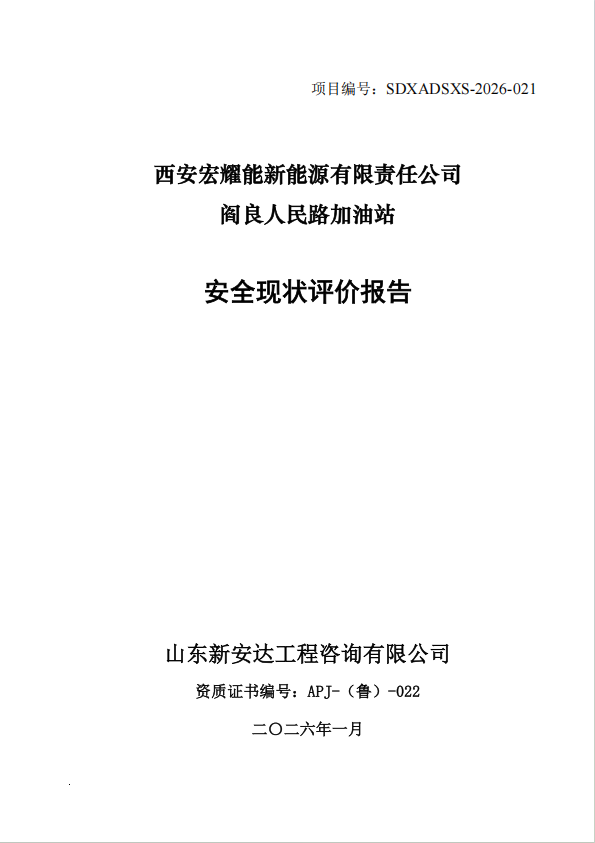 项目编号：SDXADSXS-2026-021
西安宏耀能新能源有限责任公司
阎良人民路加油站
安全现状评价报告
山东新安达工程咨询有限公司
资质证书编号：APJ-（鲁）-022
二〇二六年一月